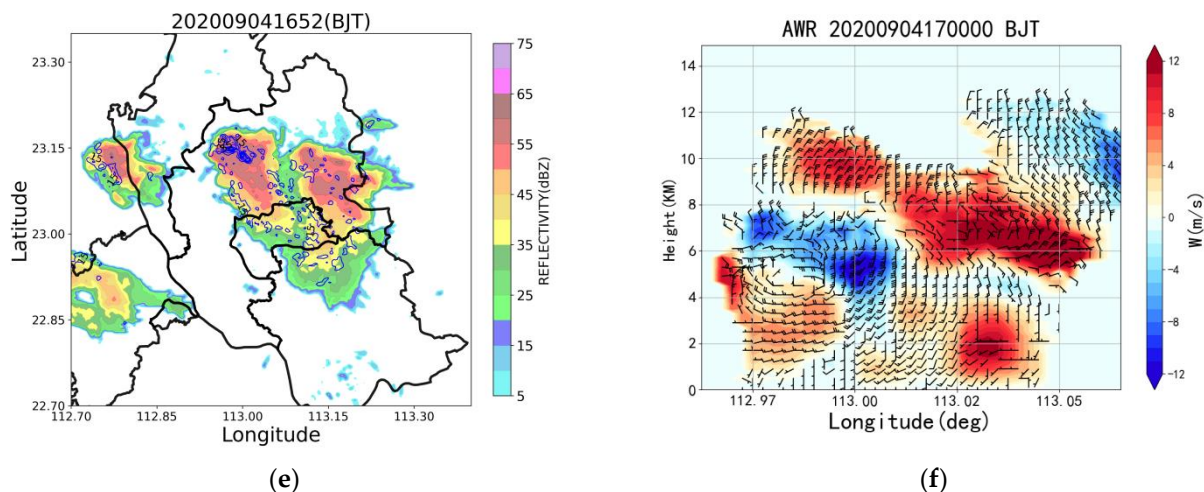 202009041652(BJT)
23.30
23.15
23.00
22.85
22.70
Latitude
112.70 112.85 113.00 113.15 113.30
Longitude
75
65
55
45
35
25
15
5
REFLECTIVITY(dBZ)
(e)
AWR 20200904170000 BJT
14
12
10
8
6
4
2
0
Height (KM)
112.97 113.00 113.02 113.05
Longitude(deg)
12
8
4
0
-4
-8
-12
W(m/s)
(f)